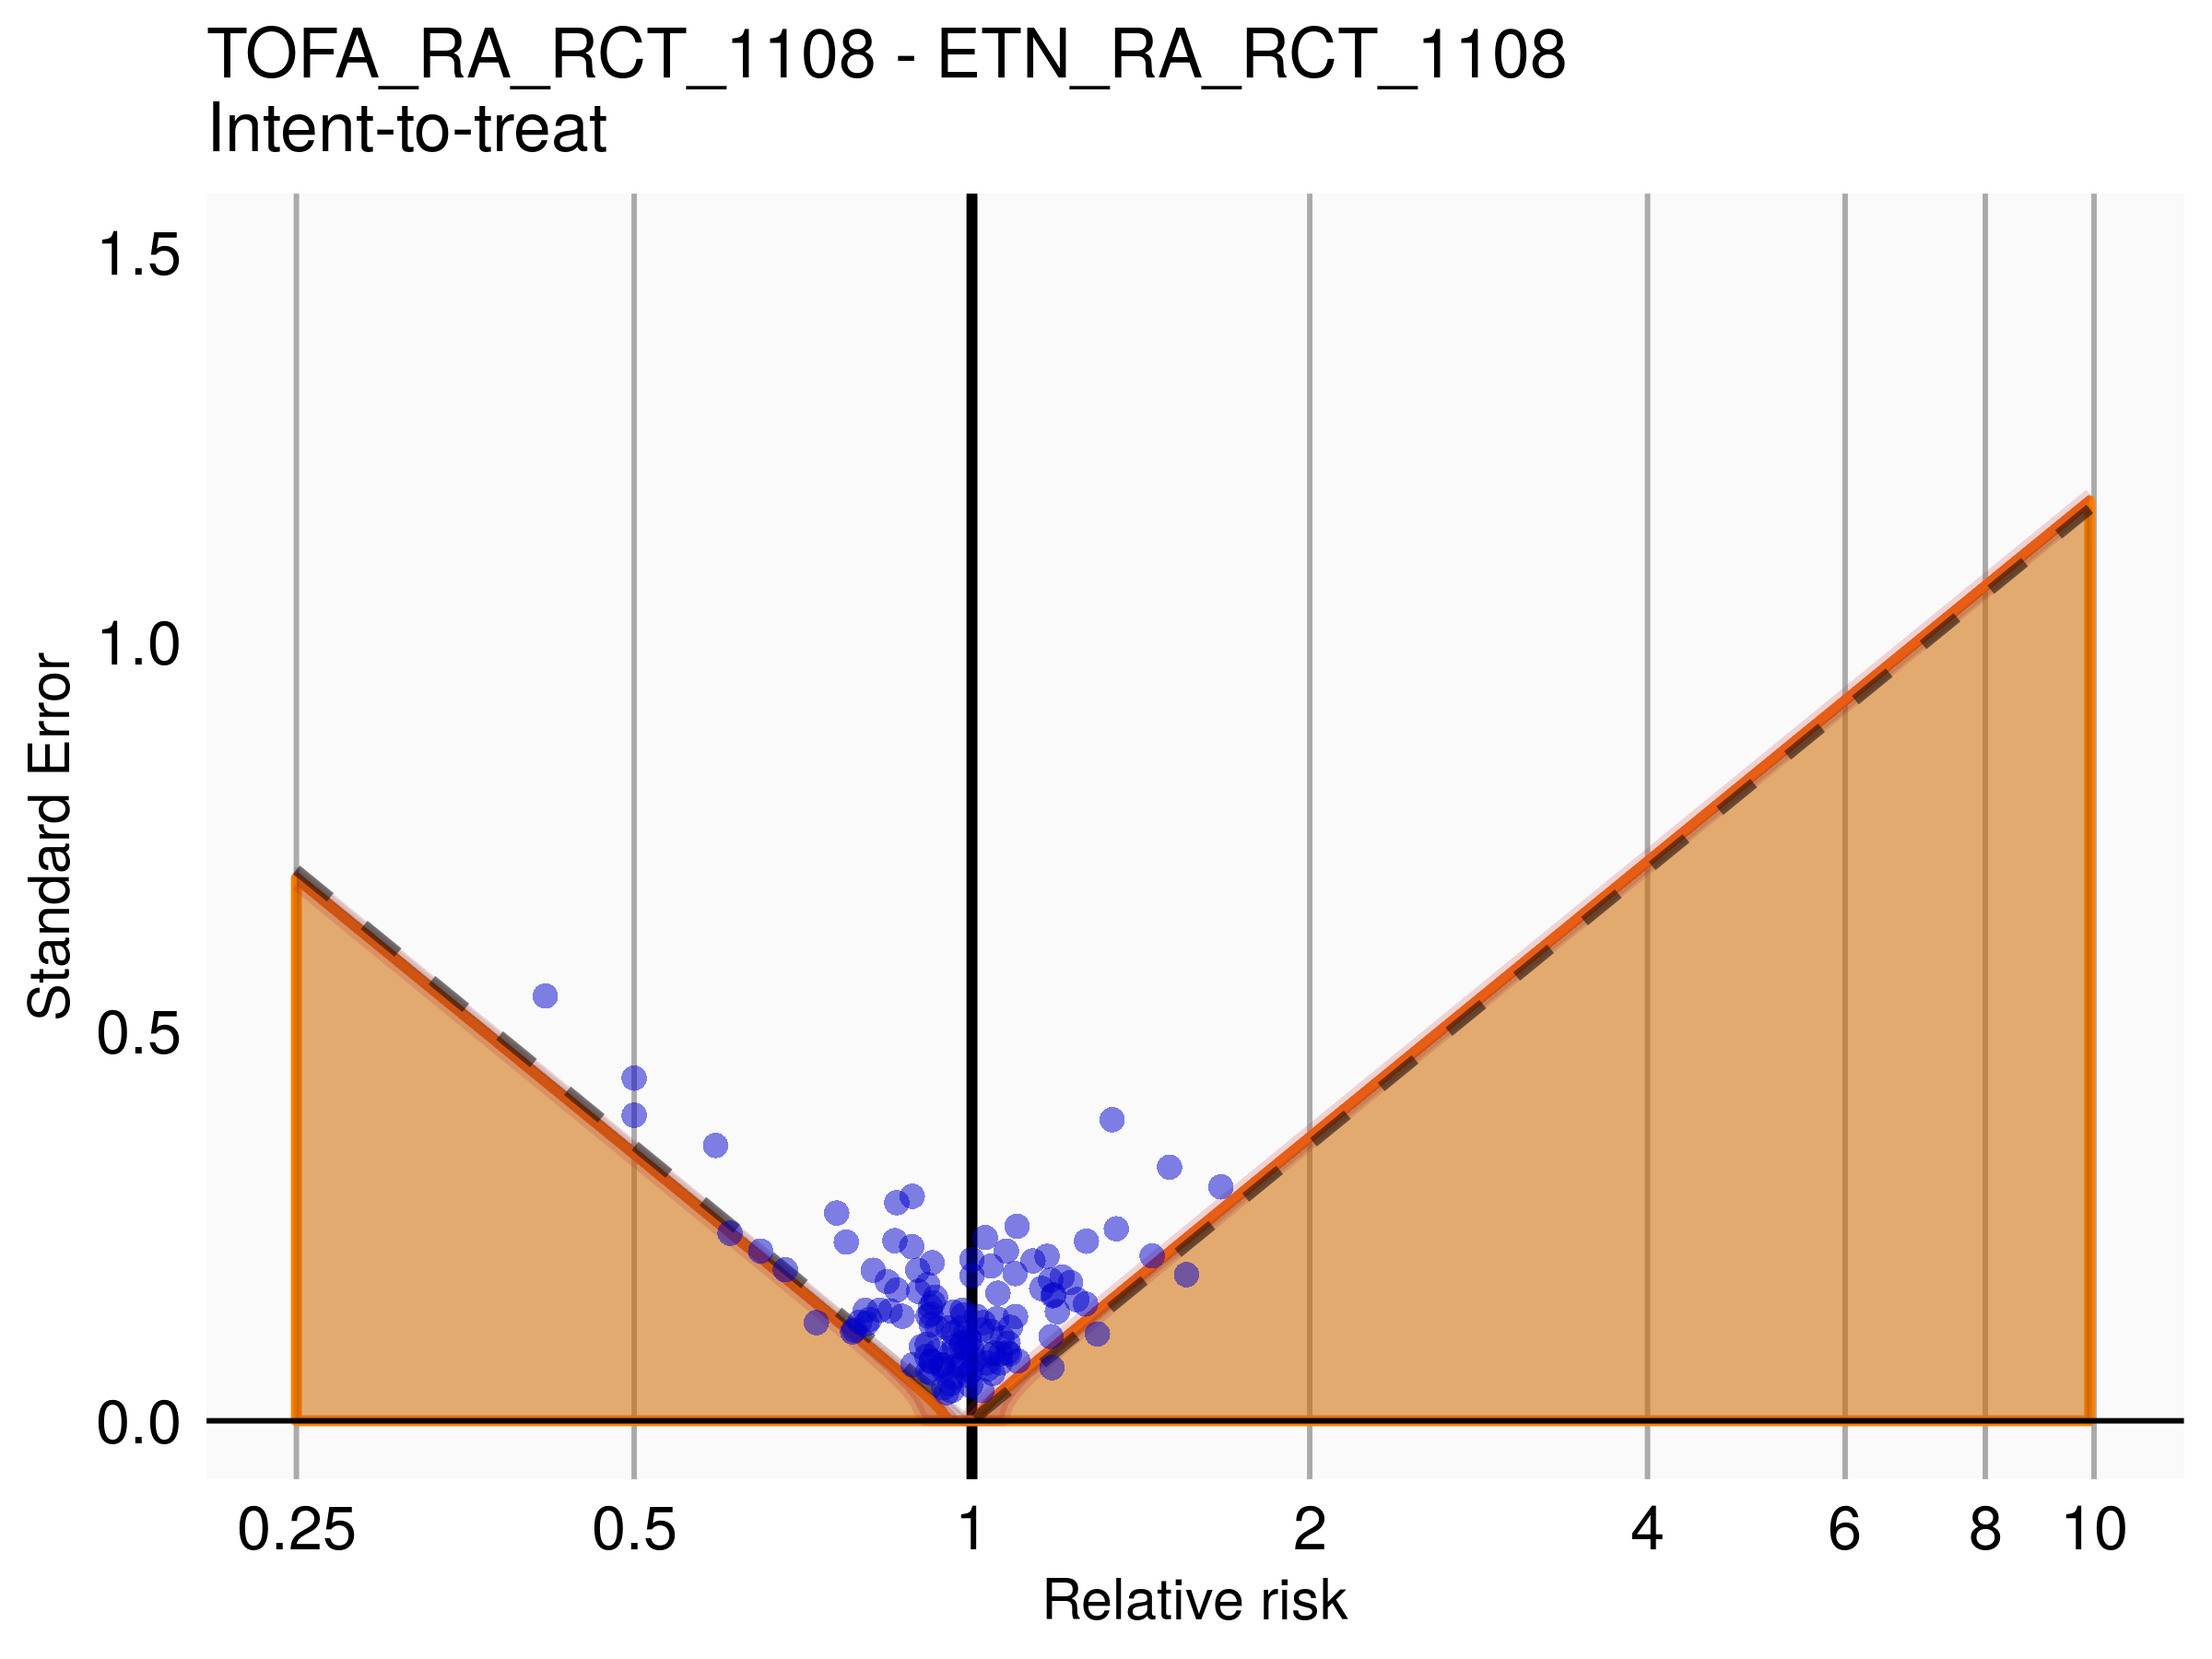 TOFA_RA_RCT_1108 - ETN_RA_RCT_1108
Intent-to-treat
1.5
1.0
0.5
0.0
Standard Error
0.25 0.5 1 2 4 6 8 10
Relative risk